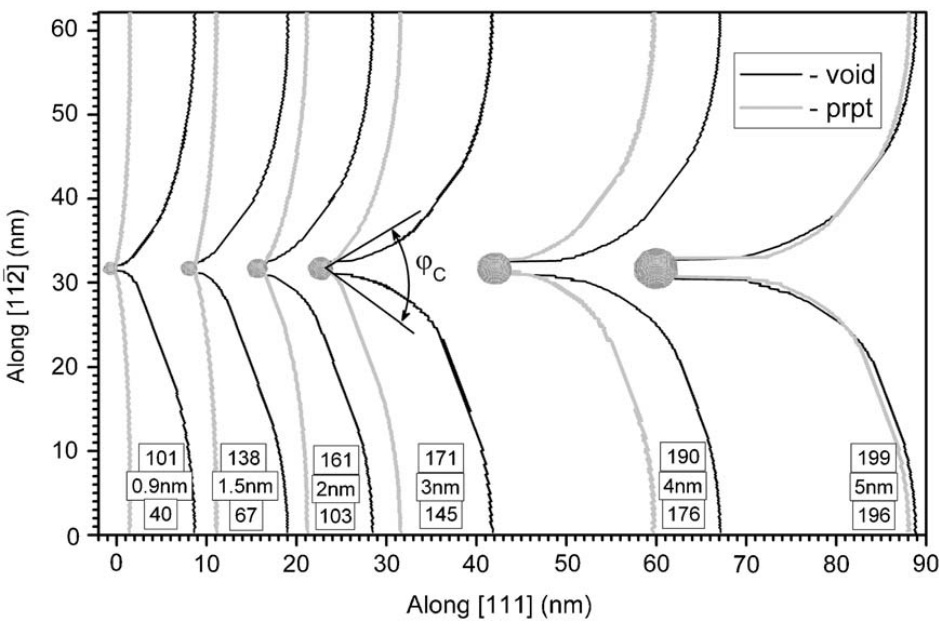 60
50
40
30
20
10
0
Along [112̄] (nm)
- void
- prpt
φC
101
0.9nm
40
138
1.5nm
67
161
2nm
103
171
3nm
145
190
4nm
176
199
5nm
196
0 10 20 30 40 50 60 70 80 90
Along [111] (nm)